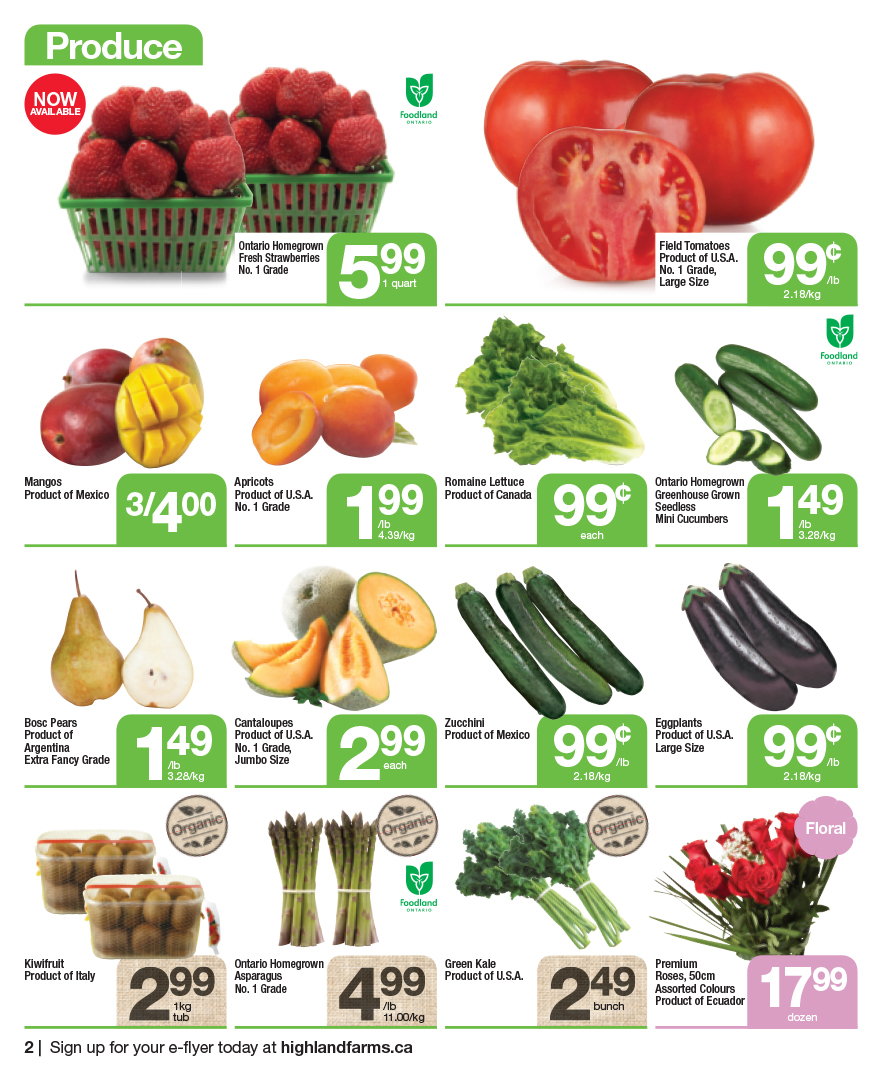 Produce
NOW
AVAILABLE
Foodland
ONTARIO
Ontario Homegrown
Fresh Strawberries
No. 1 Grade
5.99
1 quart
Field Tomatoes
Product of U.S.A.
No. 1 Grade,
Large Size
99¢
/lb
2.18/kg
Foodland
ONTARIO
Mangos
Product of Mexico
3/4.00
Apricots
Product of U.S.A.
No. 1 Grade
1.99
/lb
4.39/kg
Romaine Lettuce
Product of Canada
99¢
each
Ontario Homegrown
Greenhouse Grown
Seedless
Mini Cucumbers
1.49
/lb
3.28/kg
Bosc Pears
Product of
Argentina
Extra Fancy Grade
1.49
/lb
3.28/kg
Cantaloupes
Product of U.S.A.
No. 1 Grade,
Jumbo Size
2.99
each
Zucchini
Product of Mexico
99¢
/lb
2.18/kg
Eggplants
Product of U.S.A.
Large Size
99¢
/lb
2.18/kg
Organic
Kiwifruit
Product of Italy
2.99
1kg
tub
Organic
Foodland
ONTARIO
Ontario Homegrown
Asparagus
No. 1 Grade
4.99
/lb
11.00/kg
Organic
Green Kale
Product of U.S.A.
2.49
bunch
Floral
Premium
Roses, 50cm
Assorted Colours
Product of Ecuador
17.99
dozen
2 | Sign up for your e-flyer today at highlandfarms.ca